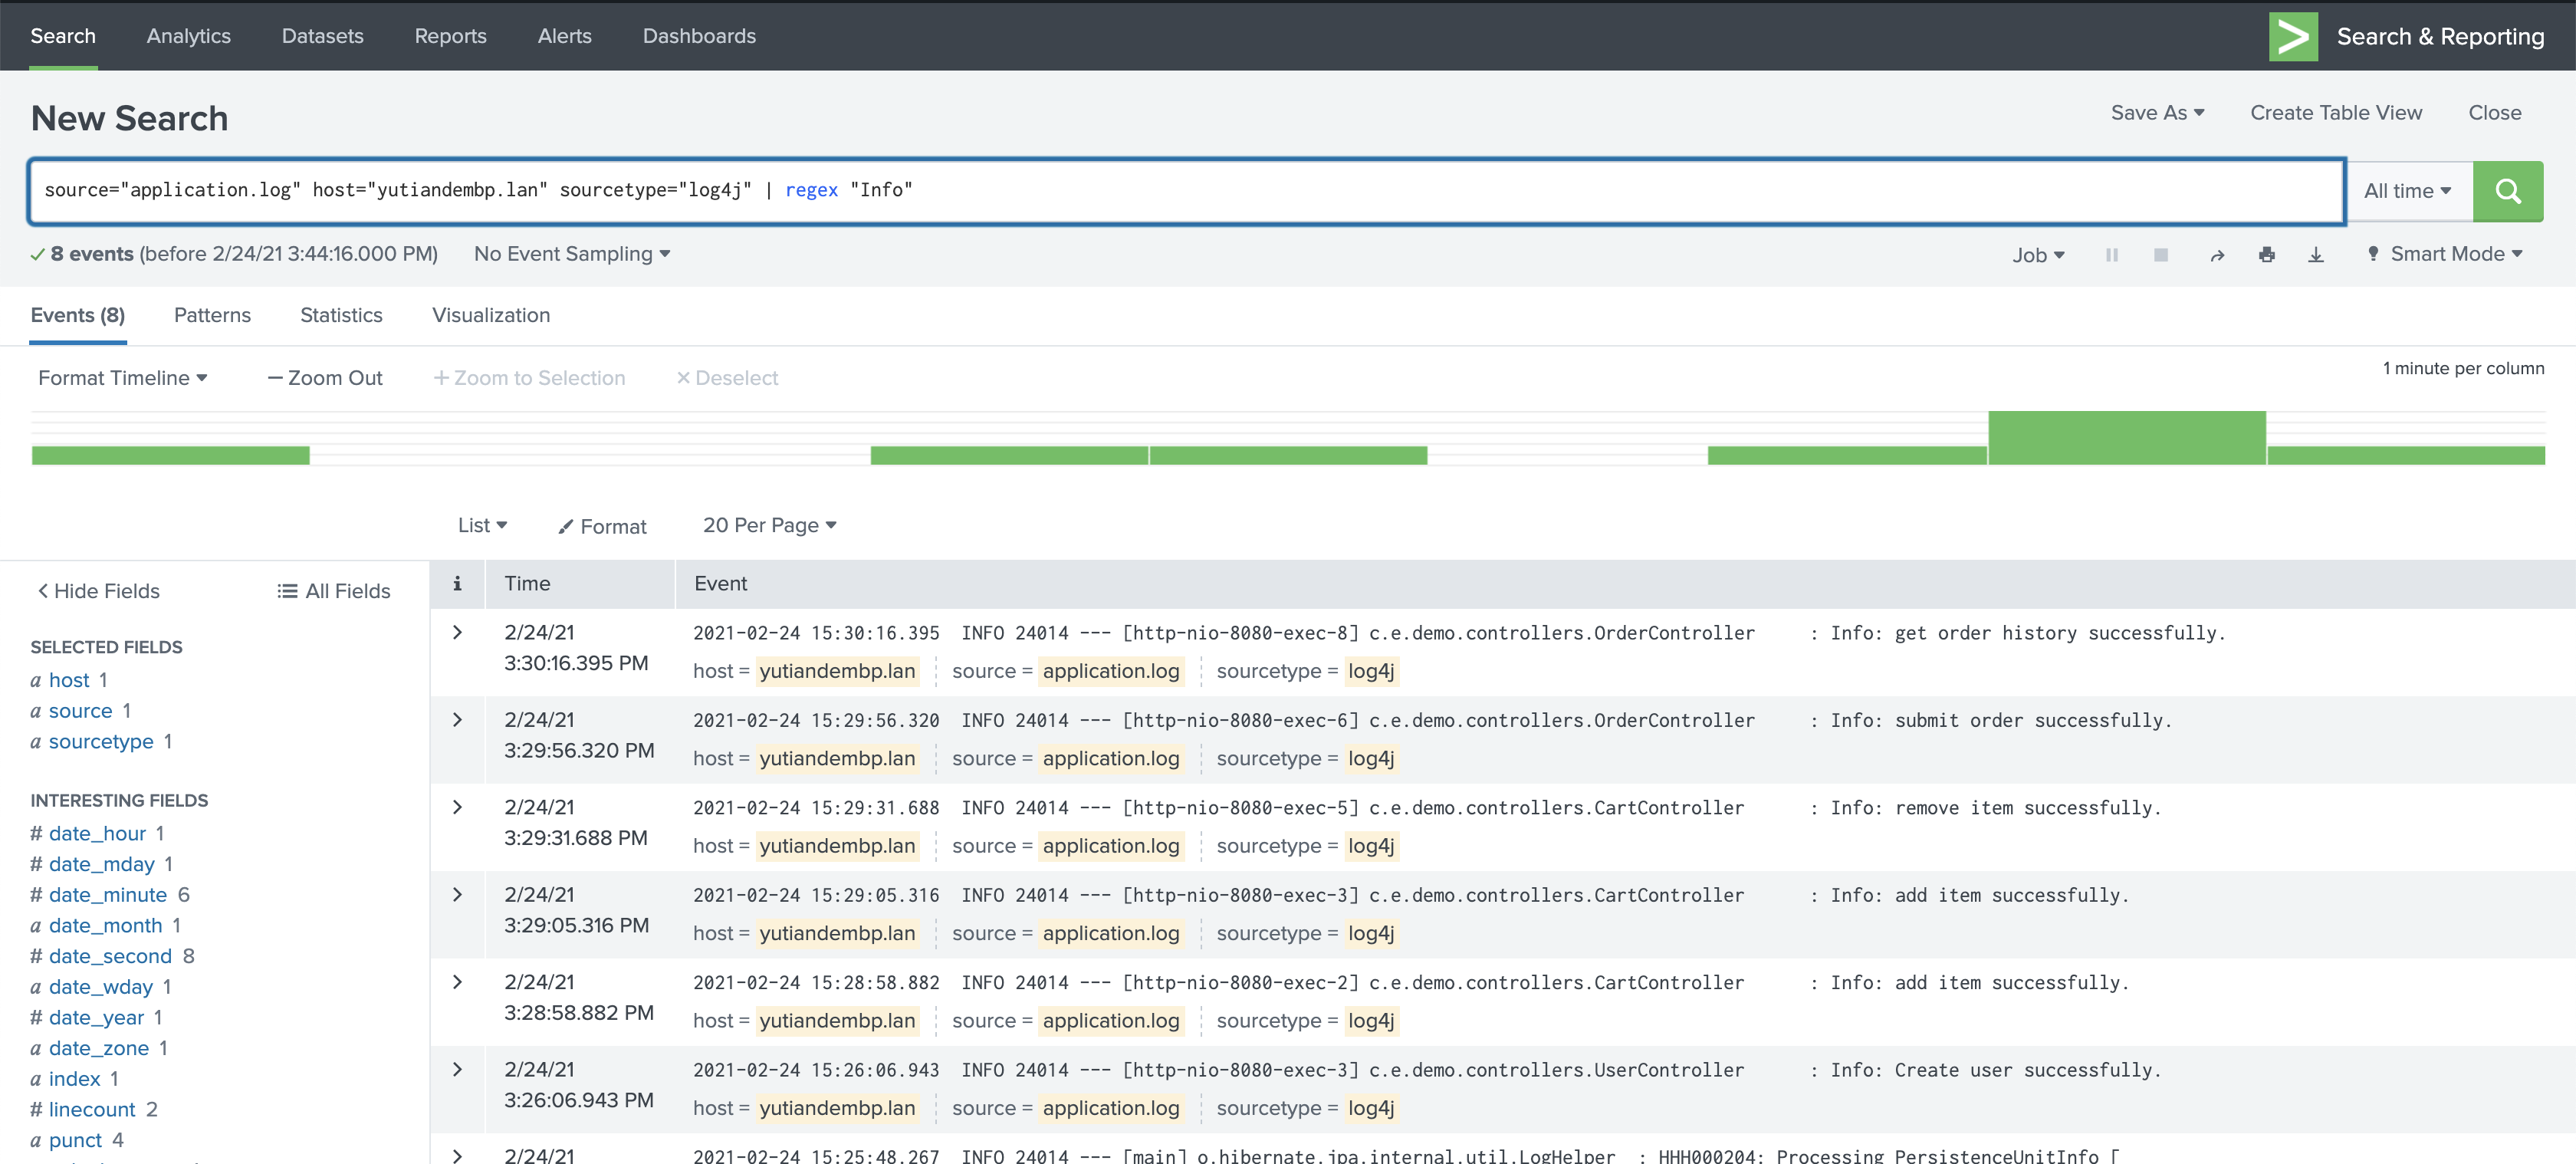 Search Analytics Datasets Reports Alerts Dashboards Search & Reporting
New Search Save As Create Table View Close
source="application.log" host="yutiandembp.lan" sourcetype="log4j" | regex "Info" All time
8 events (before 2/24/21 3:44:16.000 PM) No Event Sampling Job Smart Mode
Events (8) Patterns Statistics Visualization
Format Timeline — Zoom Out + Zoom to Selection × Deselect 1 minute per column
List Format 20 Per Page
< Hide Fields All Fields i Time Event
SELECTED FIELDS
a host 1
a source 1
a sourcetype 1
INTERESTING FIELDS
# date_hour 1
# date_mday 1
# date_minute 6
a date_month 1
# date_second 8
a date_wday 1
# date_year 1
a date_zone 1
a index 1
# linecount 2
a punct 4
> 2/24/21 2021-02-24 15:30:16.395 INFO 24014 --- [http-nio-8080-exec-8] c.e.demo.controllers.OrderController : Info: get order history successfully.
3:30:16.395 PM host = yutiandembp.lan source = application.log sourcetype = log4j
> 2/24/21 2021-02-24 15:29:56.320 INFO 24014 --- [http-nio-8080-exec-6] c.e.demo.controllers.OrderController : Info: submit order successfully.
3:29:56.320 PM host = yutiandembp.lan source = application.log sourcetype = log4j
> 2/24/21 2021-02-24 15:29:31.688 INFO 24014 --- [http-nio-8080-exec-5] c.e.demo.controllers.CartController : Info: remove item successfully.
3:29:31.688 PM host = yutiandembp.lan source = application.log sourcetype = log4j
> 2/24/21 2021-02-24 15:29:05.316 INFO 24014 --- [http-nio-8080-exec-3] c.e.demo.controllers.CartController : Info: add item successfully.
3:29:05.316 PM host = yutiandembp.lan source = application.log sourcetype = log4j
> 2/24/21 2021-02-24 15:28:58.882 INFO 24014 --- [http-nio-8080-exec-2] c.e.demo.controllers.CartController : Info: add item successfully.
3:28:58.882 PM host = yutiandembp.lan source = application.log sourcetype = log4j
> 2/24/21 2021-02-24 15:26:06.943 INFO 24014 --- [http-nio-8080-exec-3] c.e.demo.controllers.UserController : Info: Create user successfully.
3:26:06.943 PM host = yutiandembp.lan source = application.log sourcetype = log4j
> 2/24/21 2021-02-24 15:25:48.267 INFO 24014 --- [main] o.hibernate.jpa.internal.util.LogHelper : HHH000204: Processing PersistenceUnitInfo [